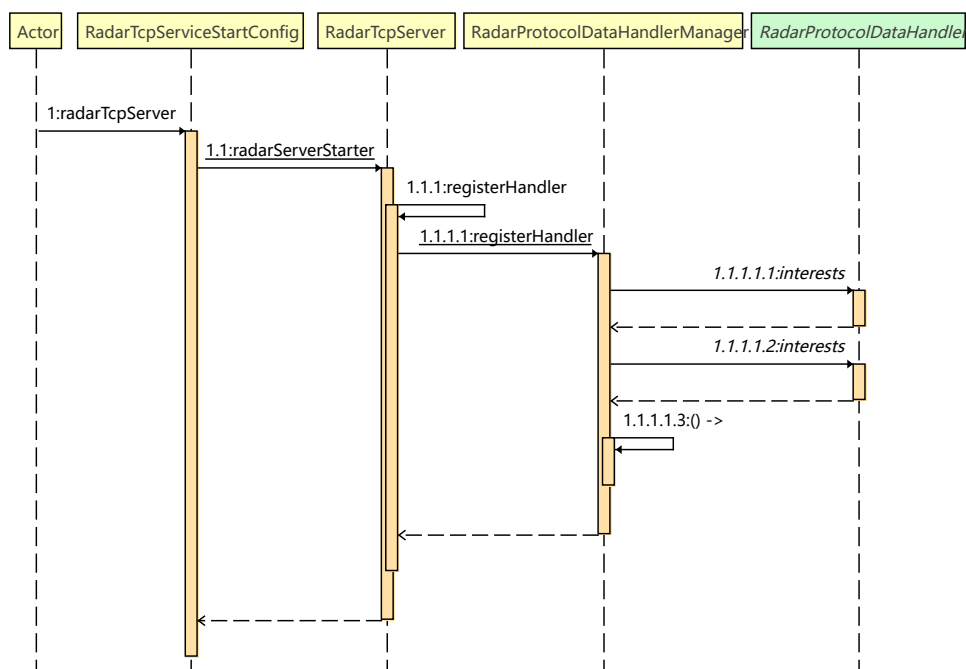 Actor
RadarTcpServiceStartConfig
RadarTcpServer
RadarProtocolDataHandlerManager
RadarProtocolDataHandler
1:radarTcpServer
1.1:radarServerStarter
1.1.1:registerHandler
1.1.1.1:registerHandler
1.1.1.1.1:interests
1.1.1.1.2:interests
1.1.1.1.3:() ->